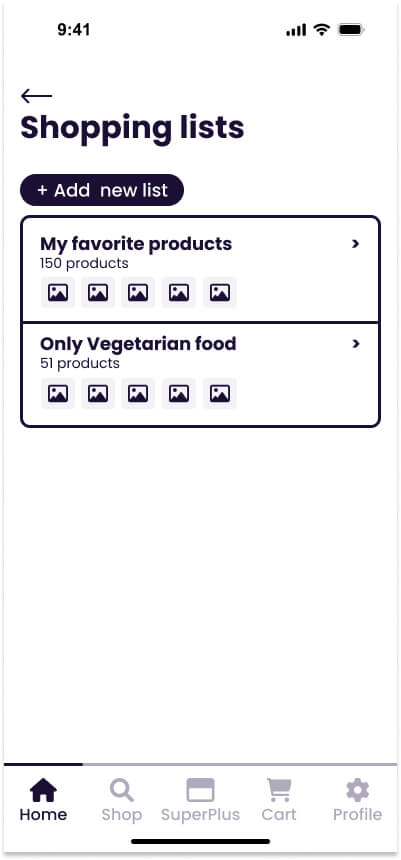 9:41
Shopping lists
+ Add new list
My favorite products
150 products
Only Vegetarian food
51 products
Home Shop SuperPlus Cart Profile